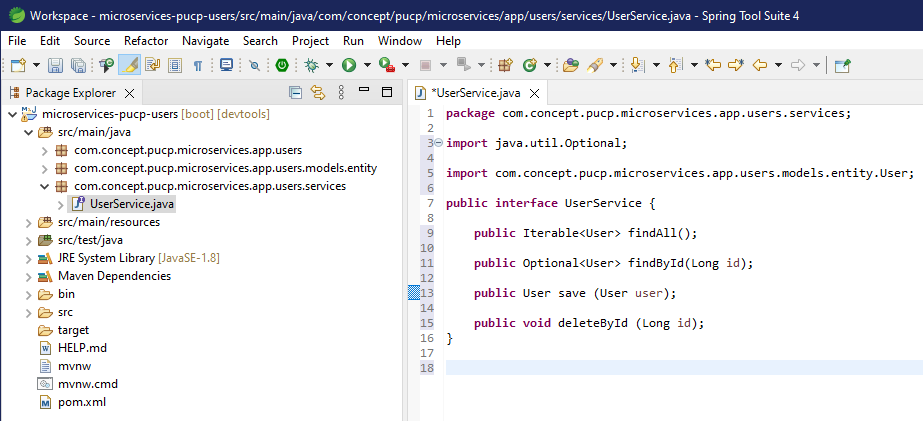 Workspace - microservices-pucp-users/src/main/java/com/concept/pucp/microservices/app/users/services/UserService.java - Spring Tool Suite 4
File Edit Source Refactor Navigate Search Project Run Window Help
Package Explorer
microservices-pucp-users [boot] [devtools]
src/main/java
com.concept.pucp.microservices.app.users
com.concept.pucp.microservices.app.users.models.entity
com.concept.pucp.microservices.app.users.services
UserService.java
src/main/resources
src/test/java
JRE System Library [JavaSE-1.8]
Maven Dependencies
bin
src
target
HELP.md
mvnw
mvnw.cmd
pom.xml
*UserService.java
1 package com.concept.pucp.microservices.app.users.services;
2
3 import java.util.Optional;
4
5 import com.concept.pucp.microservices.app.users.models.entity.User;
6
7 public interface UserService {
8
9 public Iterable<User> findAll();
10
11 public Optional<User> findById(Long id);
12
13 public User save (User user);
14
15 public void deleteById (Long id);
16 }
17
18